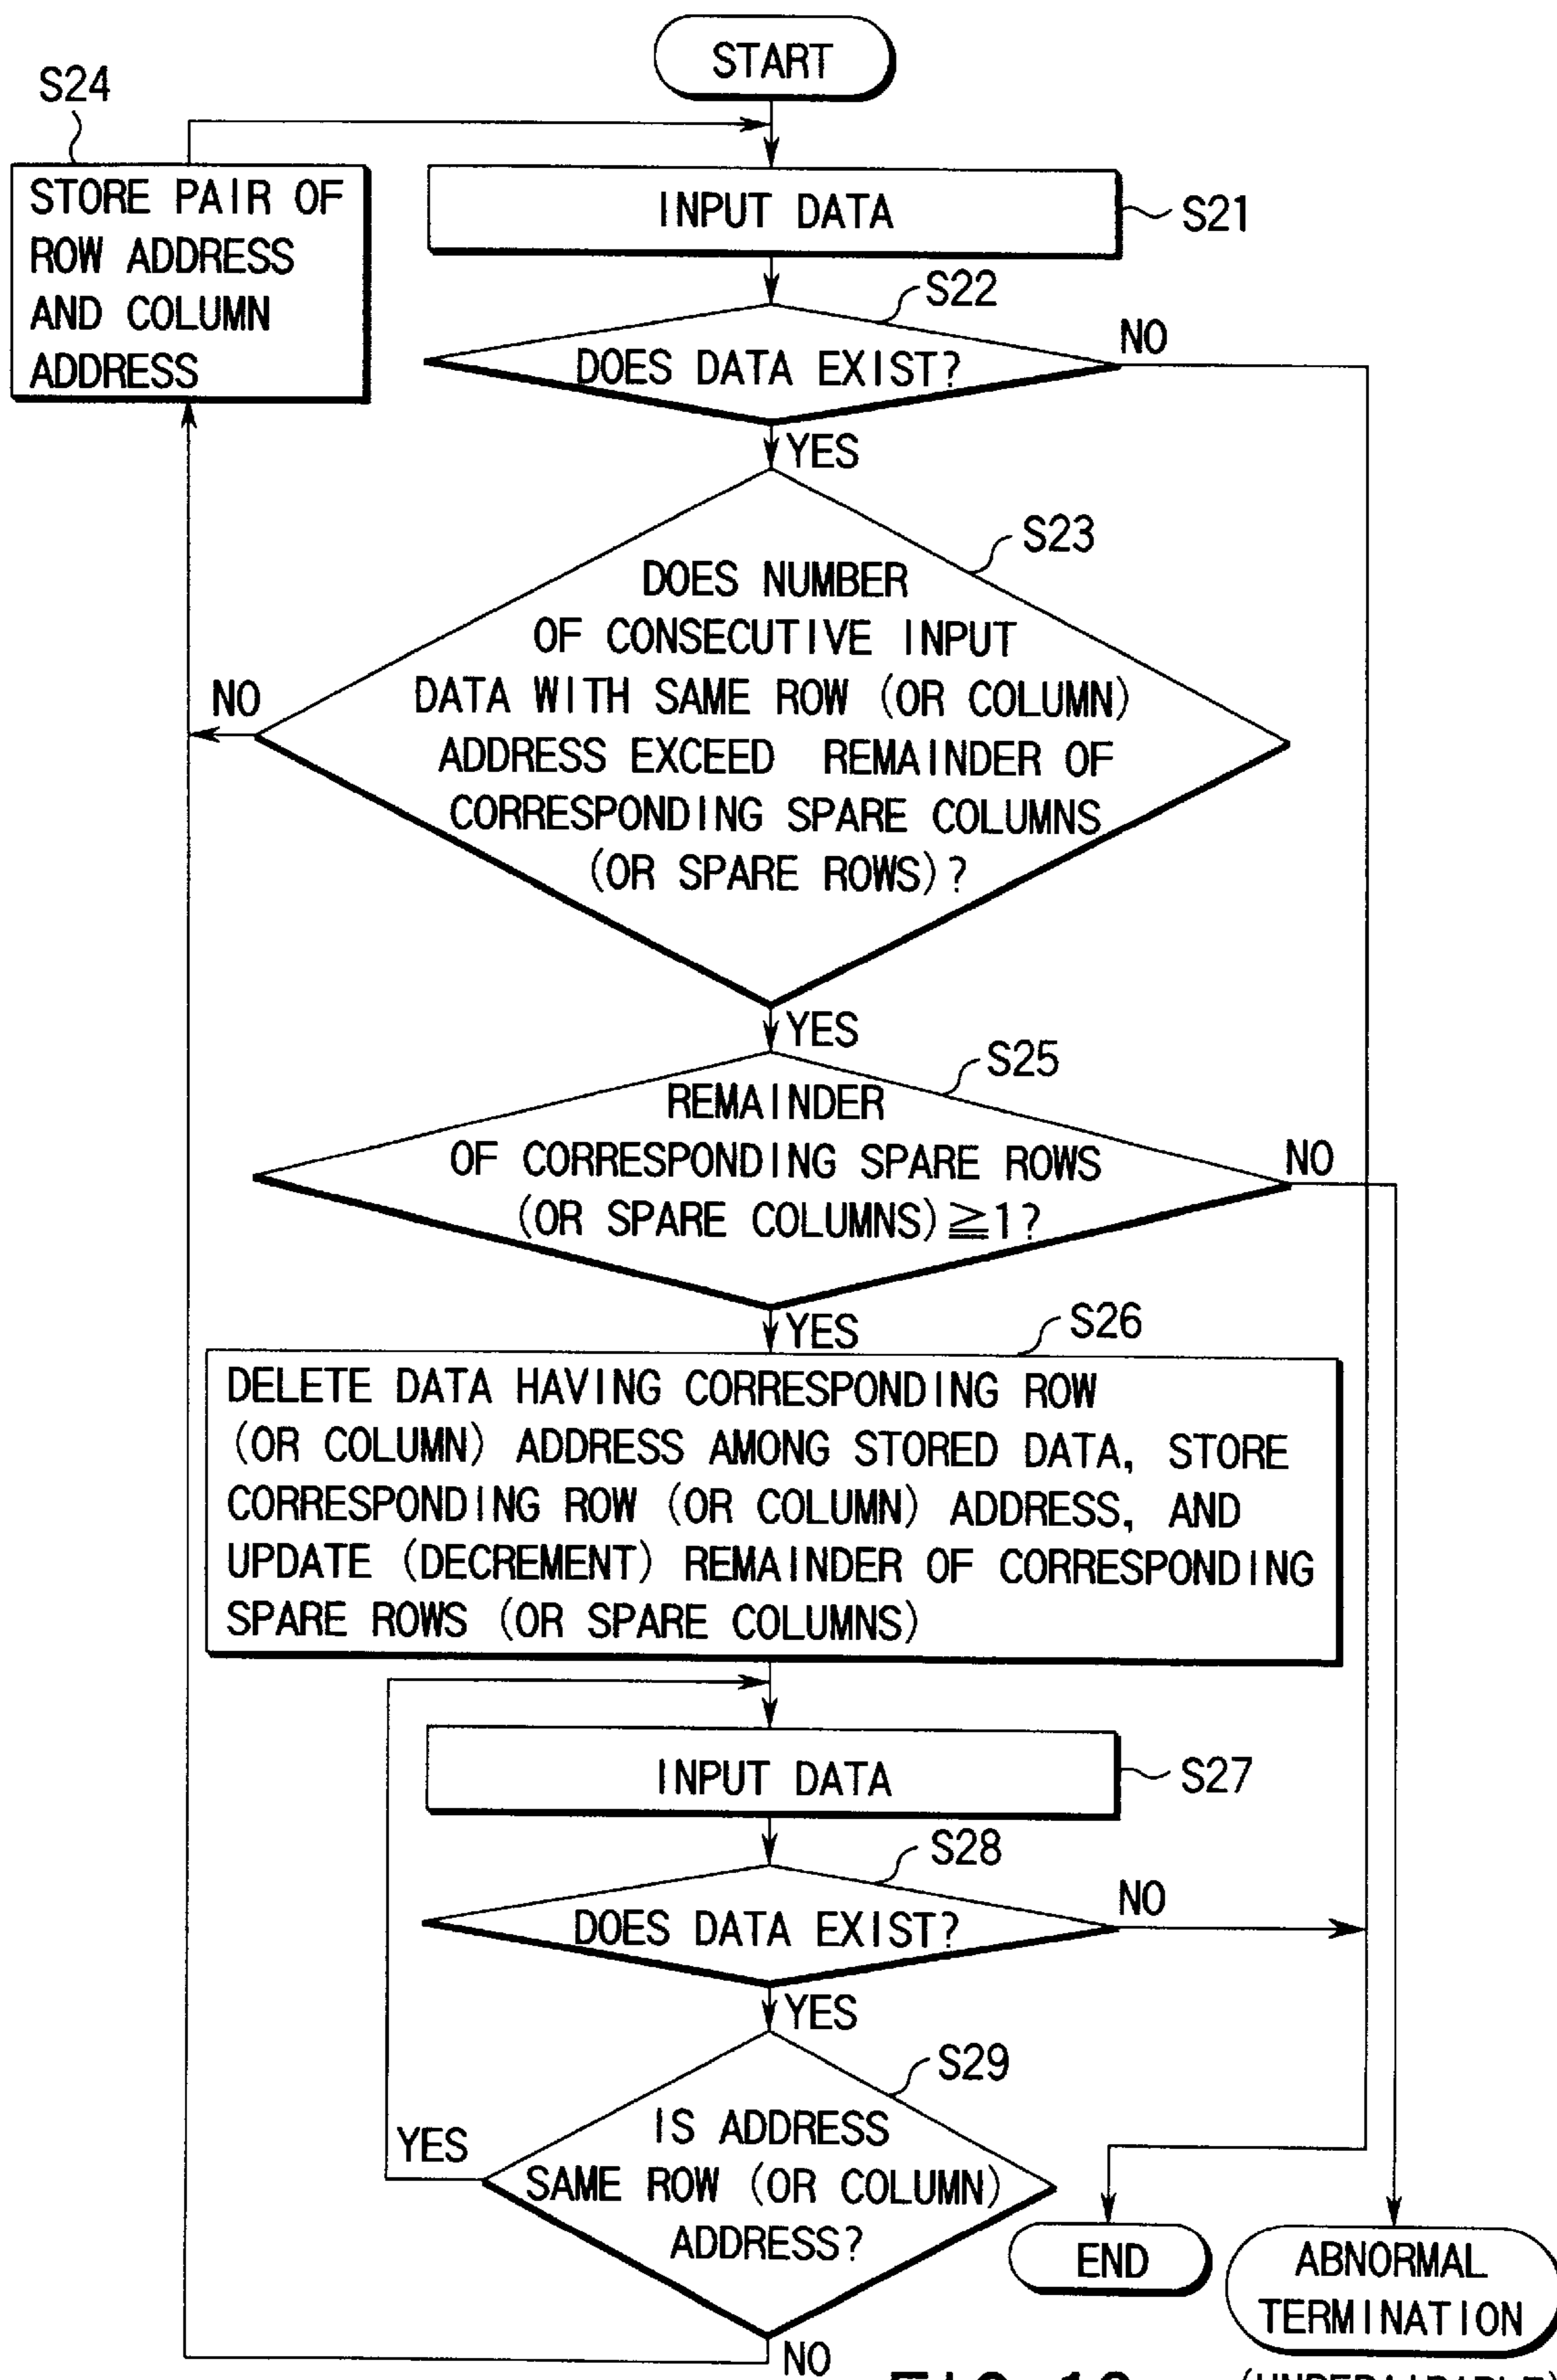 START
S24
STORE PAIR OF
ROW ADDRESS
AND COLUMN
ADDRESS
INPUT DATA
S21
S22
DOES DATA EXIST?
NO
YES
S23
DOES NUMBER
OF CONSECUTIVE INPUT
DATA WITH SAME ROW (OR COLUMN)
ADDRESS EXCEED REMAINDER OF
CORRESPONDING SPARE COLUMNS
(OR SPARE ROWS)?
NO
YES
S25
REMAINDER
OF CORRESPONDING SPARE ROWS
(OR SPARE COLUMNS)≧1?
NO
YES
S26
DELETE DATA HAVING CORRESPONDING ROW
(OR COLUMN) ADDRESS AMONG STORED DATA, STORE
CORRESPONDING ROW (OR COLUMN) ADDRESS, AND
UPDATE (DECREMENT) REMAINDER OF CORRESPONDING
SPARE ROWS (OR SPARE COLUMNS)
INPUT DATA
S27
S28
DOES DATA EXIST?
NO
YES
S29
IS ADDRESS
SAME ROW (OR COLUMN)
ADDRESS?
YES
NO
END
ABNORMAL
TERMINATION